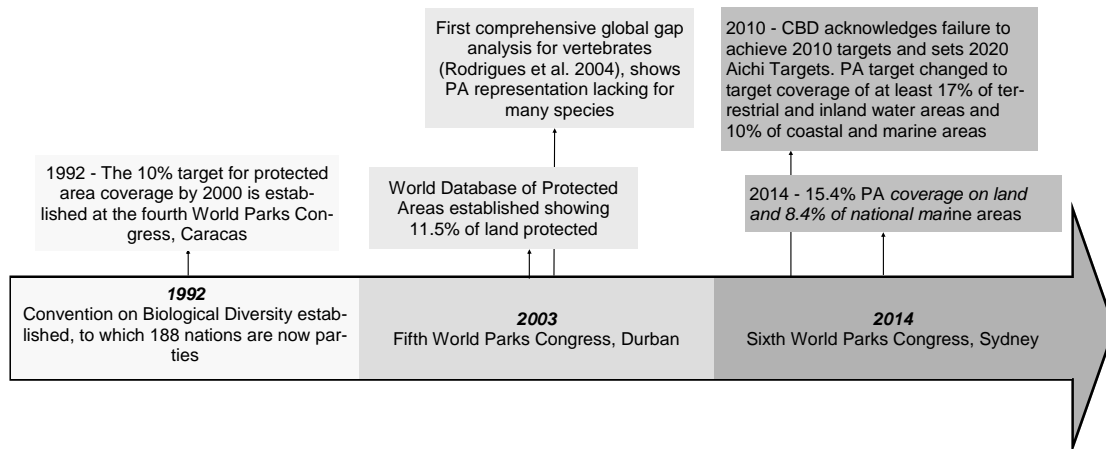 First comprehensive global gap
analysis for vertebrates
(Rodrigues et al. 2004), shows
PA representation lacking for
many species
2010 - CBD acknowledges failure to
achieve 2010 targets and sets 2020
Aichi Targets. PA target changed to
target coverage of at least 17% of ter-
restrial and inland water areas and
10% of coastal and marine areas
1992 - The 10% target for protected
area coverage by 2000 is estab-
lished at the fourth World Parks Con-
gress, Caracas
World Database of Protected
Areas established showing
11.5% of land protected
2014 - 15.4% PA coverage on land
and 8.4% of national marine areas
1992
Convention on Biological Diversity estab-
lished, to which 188 nations are now par-
ties
2003
Fifth World Parks Congress, Durban
2014
Sixth World Parks Congress, Sydney